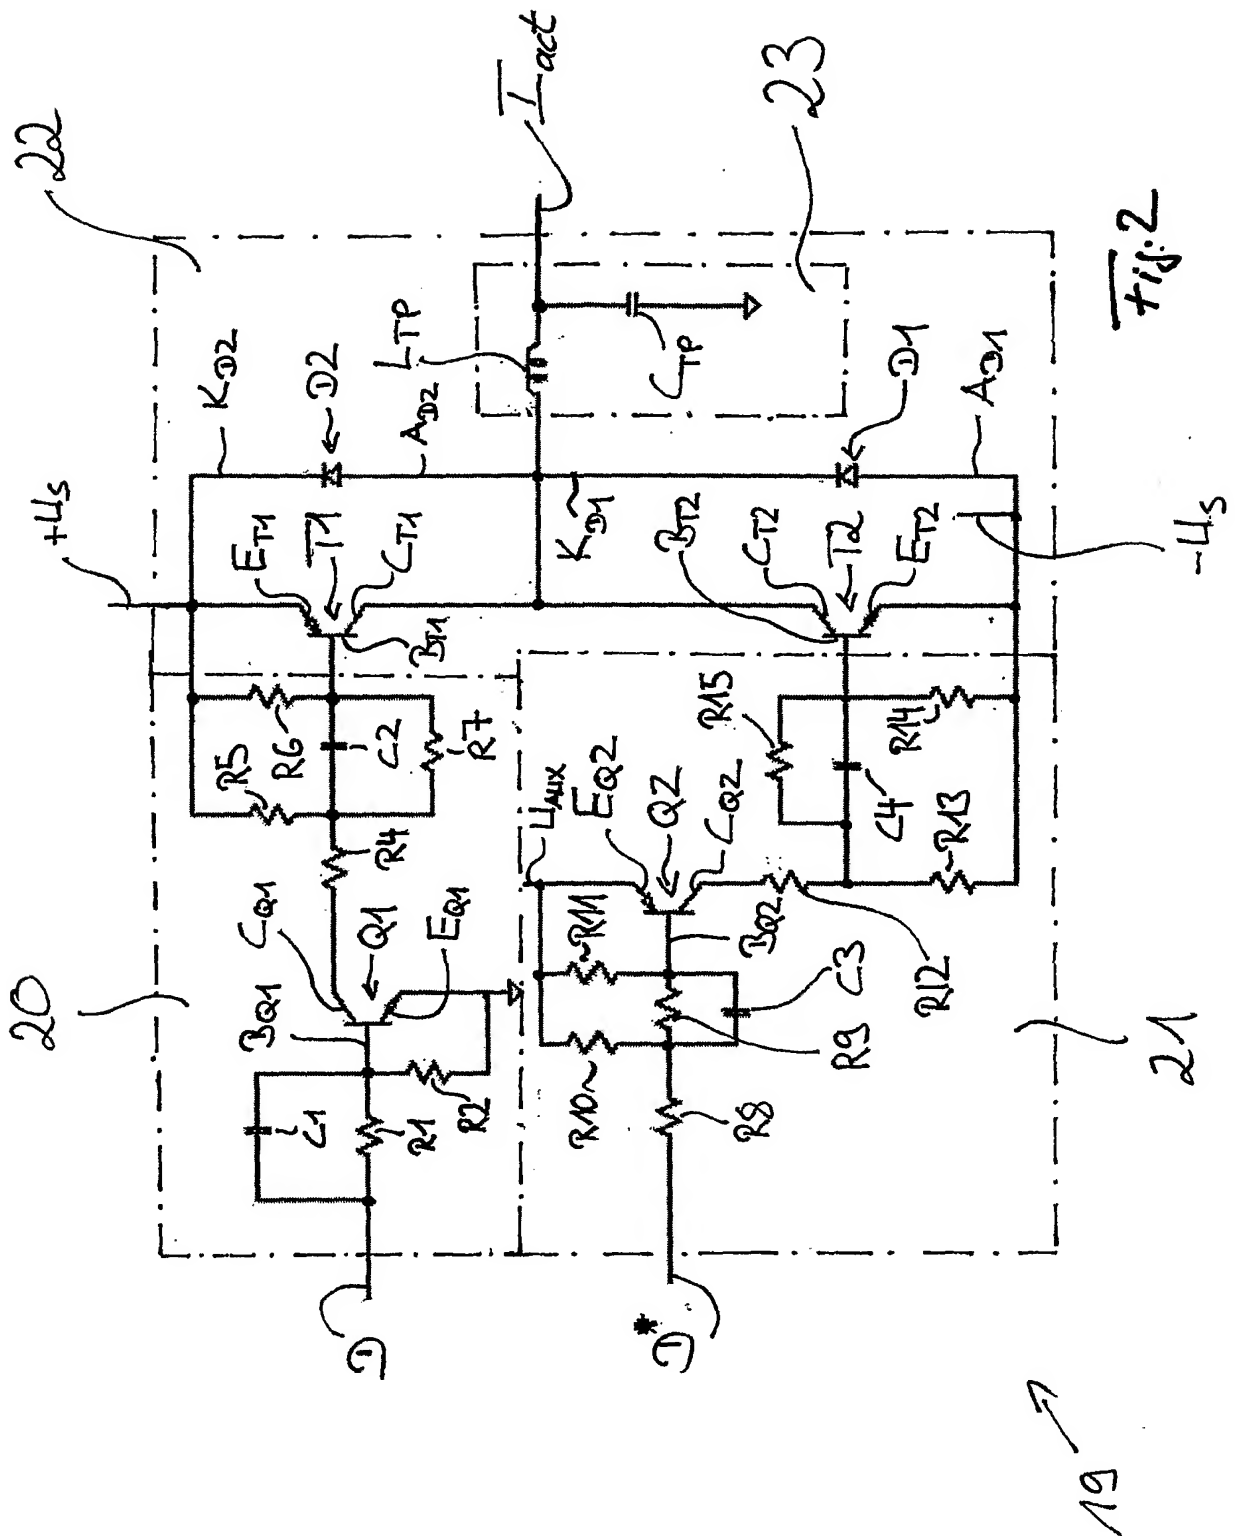 20
22
+Us
K_D2
D2
A_D2
L_TP
I_act
C_TP
23
E_T1
T1
C_T1
B_T1
K_D1
R5
R6
C2
R7
R4
C_Q1
Q1
E_Q1
B_Q1
C1
R1
R2
D
U_AUX
E_Q2
Q2
C_Q2
B_Q2
R11
R10
R9
C3
R8
R12
D*
R15
C4
R14
R13
B_T2
C_T2
T2
E_T2
D1
A_D1
-Us
21
19
Fig. 2